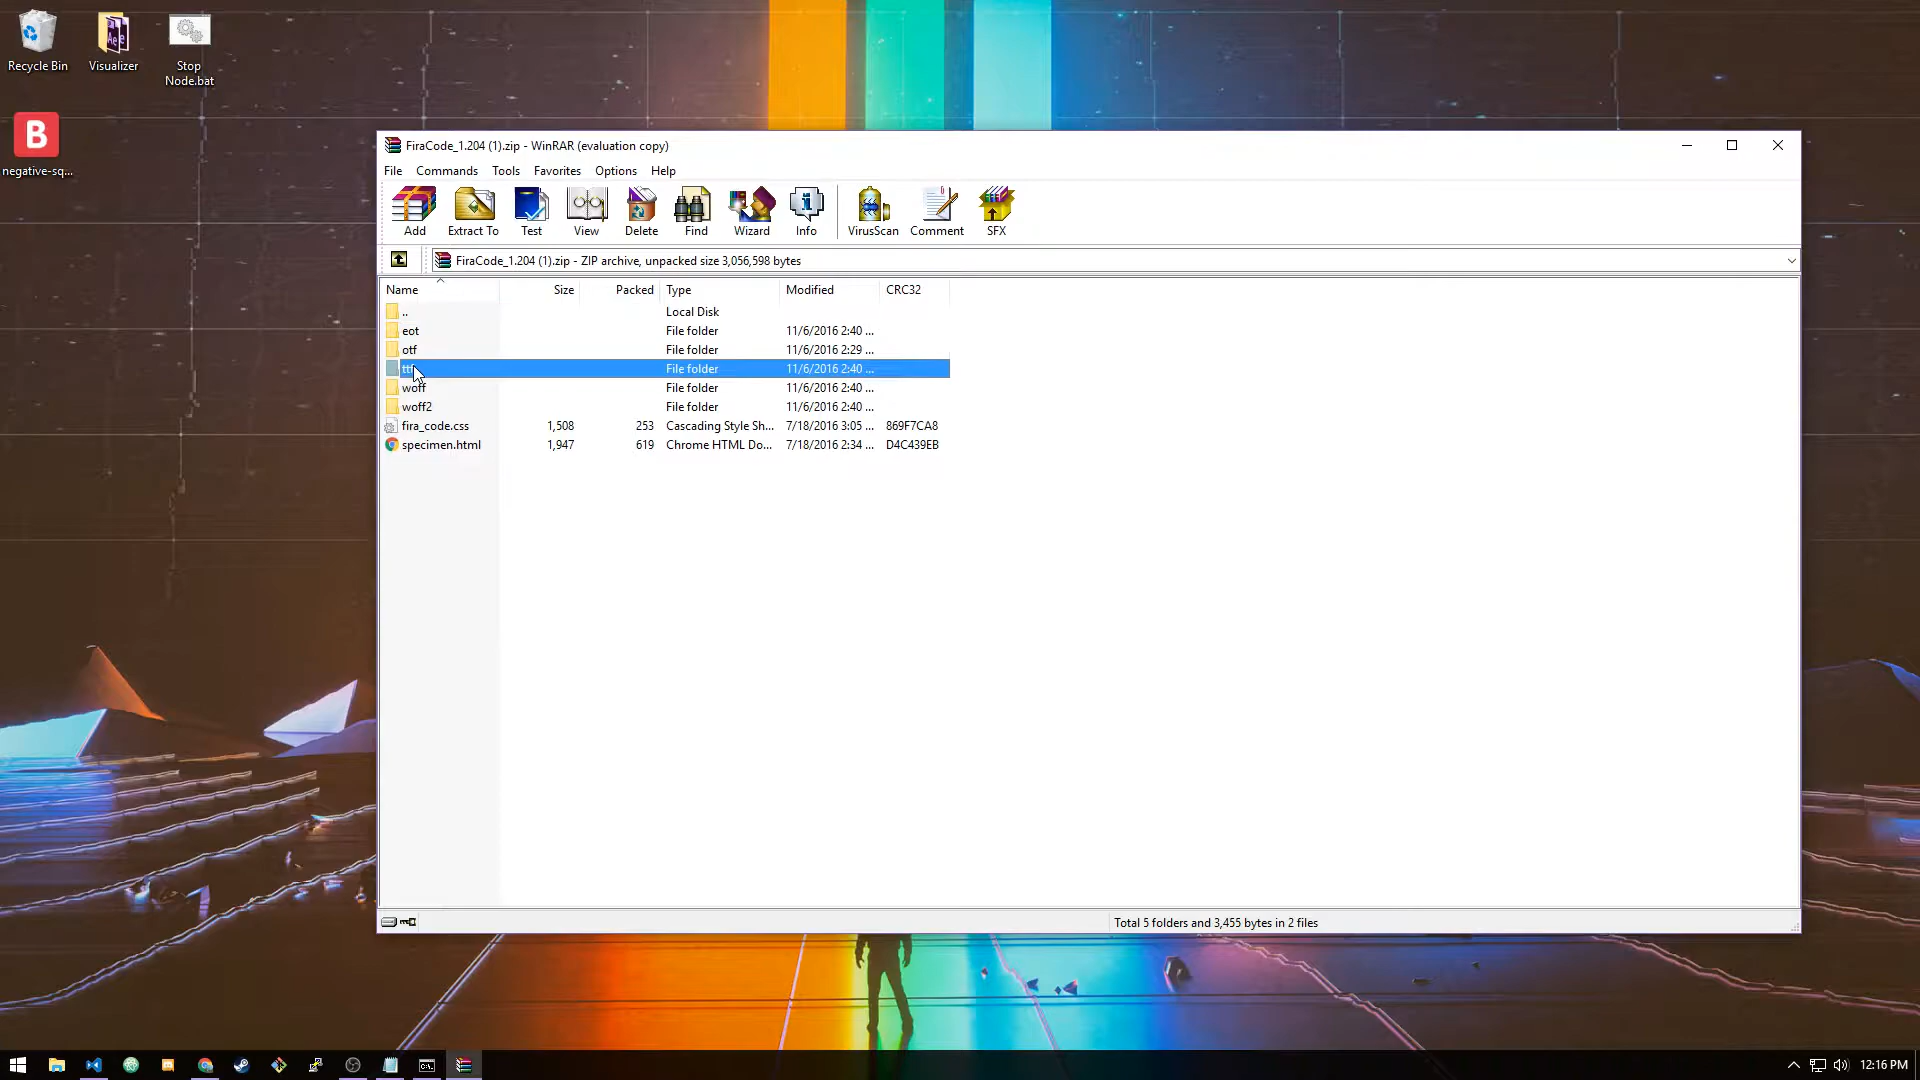 Recycle Bin
Visualizer
Stop
Node.bat
B
negative-sq...
FiraCode_1.204 (1).zip - WinRAR (evaluation copy)
File Commands Tools Favorites Options Help
Add Extract To Test View Delete Find Wizard Info VirusScan Comment SFX
FiraCode_1.204 (1).zip - ZIP archive, unpacked size 3,056,598 bytes
Name Size Packed Type Modified CRC32
.. Local Disk
eot File folder 11/6/2016 2:40 ...
otf File folder 11/6/2016 2:29 ...
File folder 11/6/2016 2:40 ...
woff File folder 11/6/2016 2:40 ...
woff2 File folder 11/6/2016 2:40 ...
fira_code.css 1,508 253 Cascading Style Sh... 7/18/2016 3:05 ... 869F7CA8
specimen.html 1,947 619 Chrome HTML Do... 7/18/2016 2:34 ... D4C439EB
Total 5 folders and 3,455 bytes in 2 files
12:16 PM